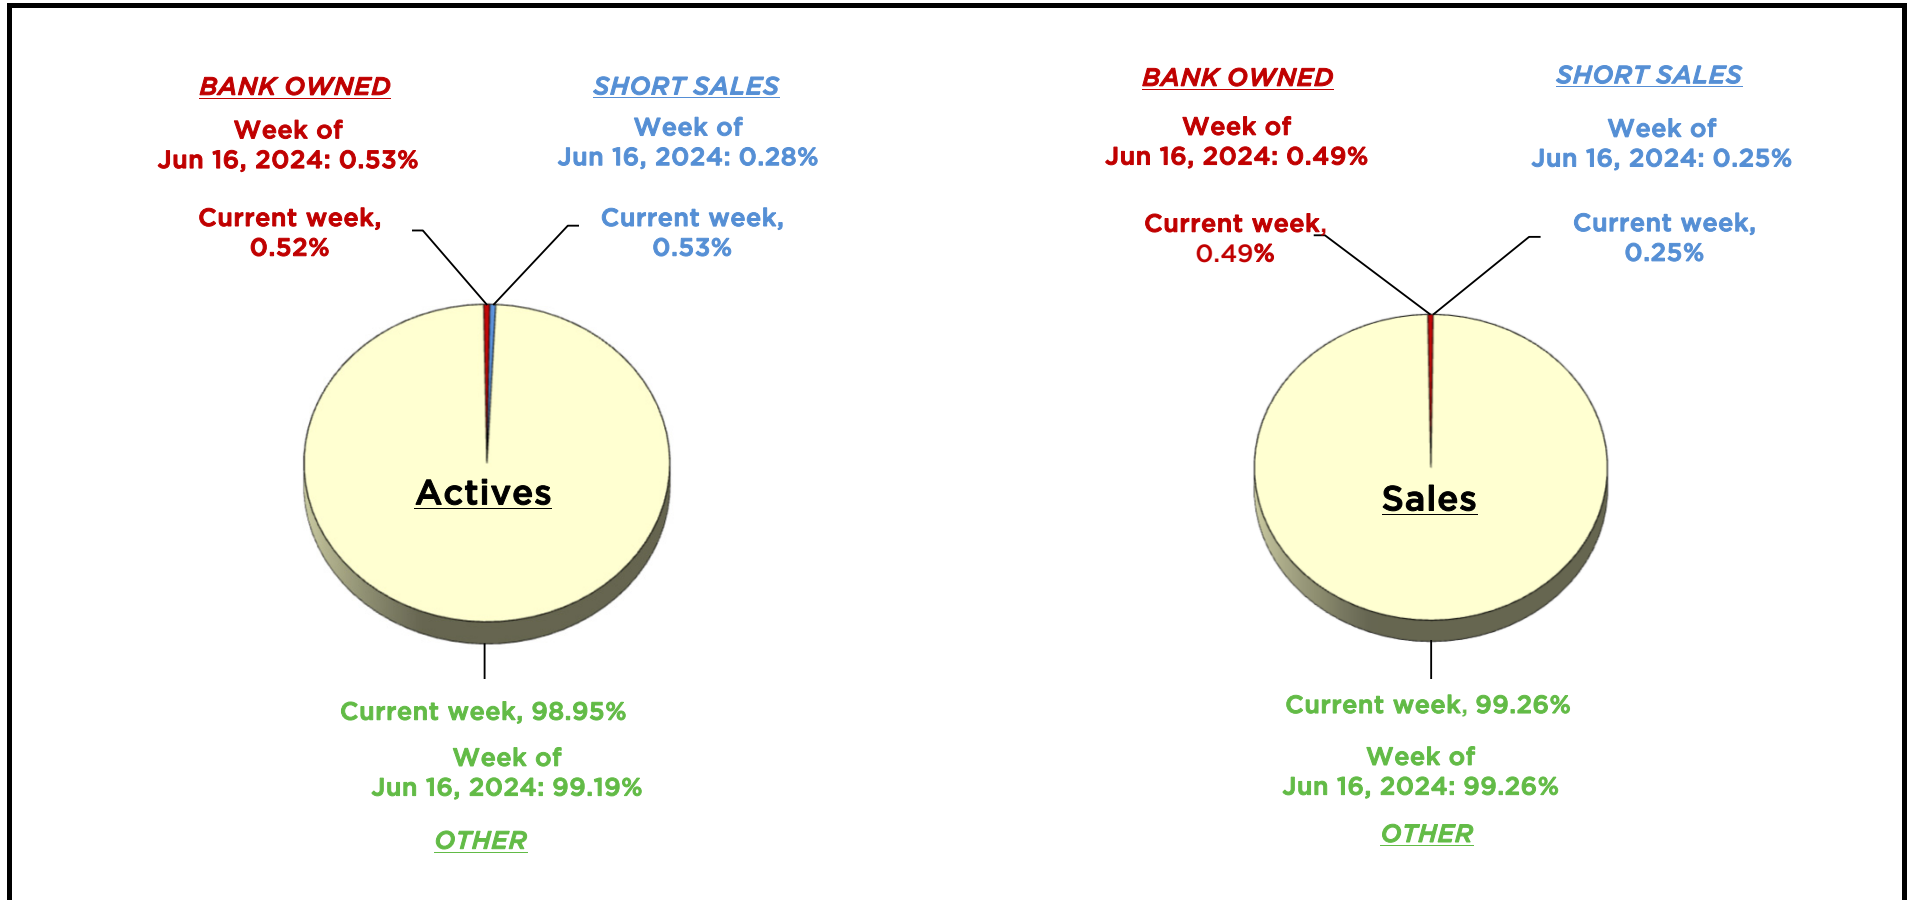 BANK OWNED
Week of
Jun 16, 2024: 0.53%
Current week,
0.52%
SHORT SALES
Week of
Jun 16, 2024: 0.28%
Current week,
0.53%
Actives
Current week, 98.95%
Week of
Jun 16, 2024: 99.19%
OTHER
BANK OWNED
Week of
Jun 16, 2024: 0.49%
Current week,
0.49%
SHORT SALES
Week of
Jun 16, 2024: 0.25%
Current week,
0.25%
Sales
Current week, 99.26%
Week of
Jun 16, 2024: 99.26%
OTHER